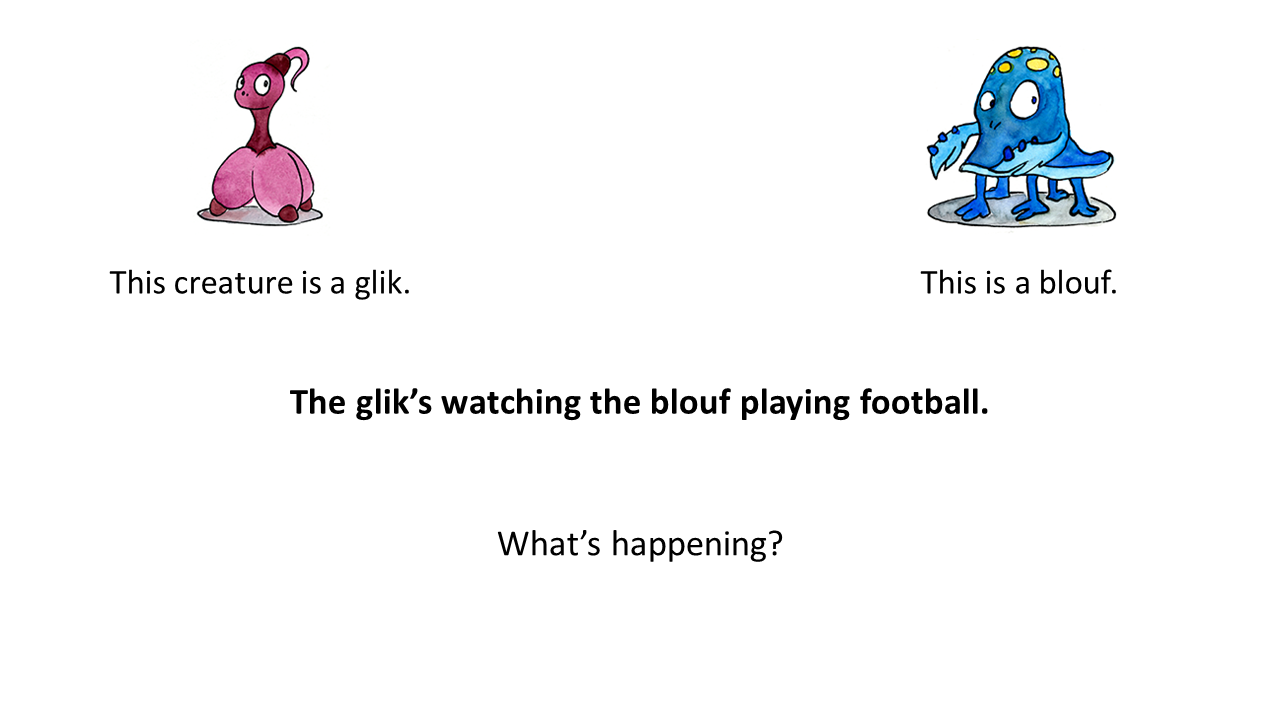 This creature is a glik.
This is a blouf.
The glik’s watching the blouf playing football.
What’s happening?